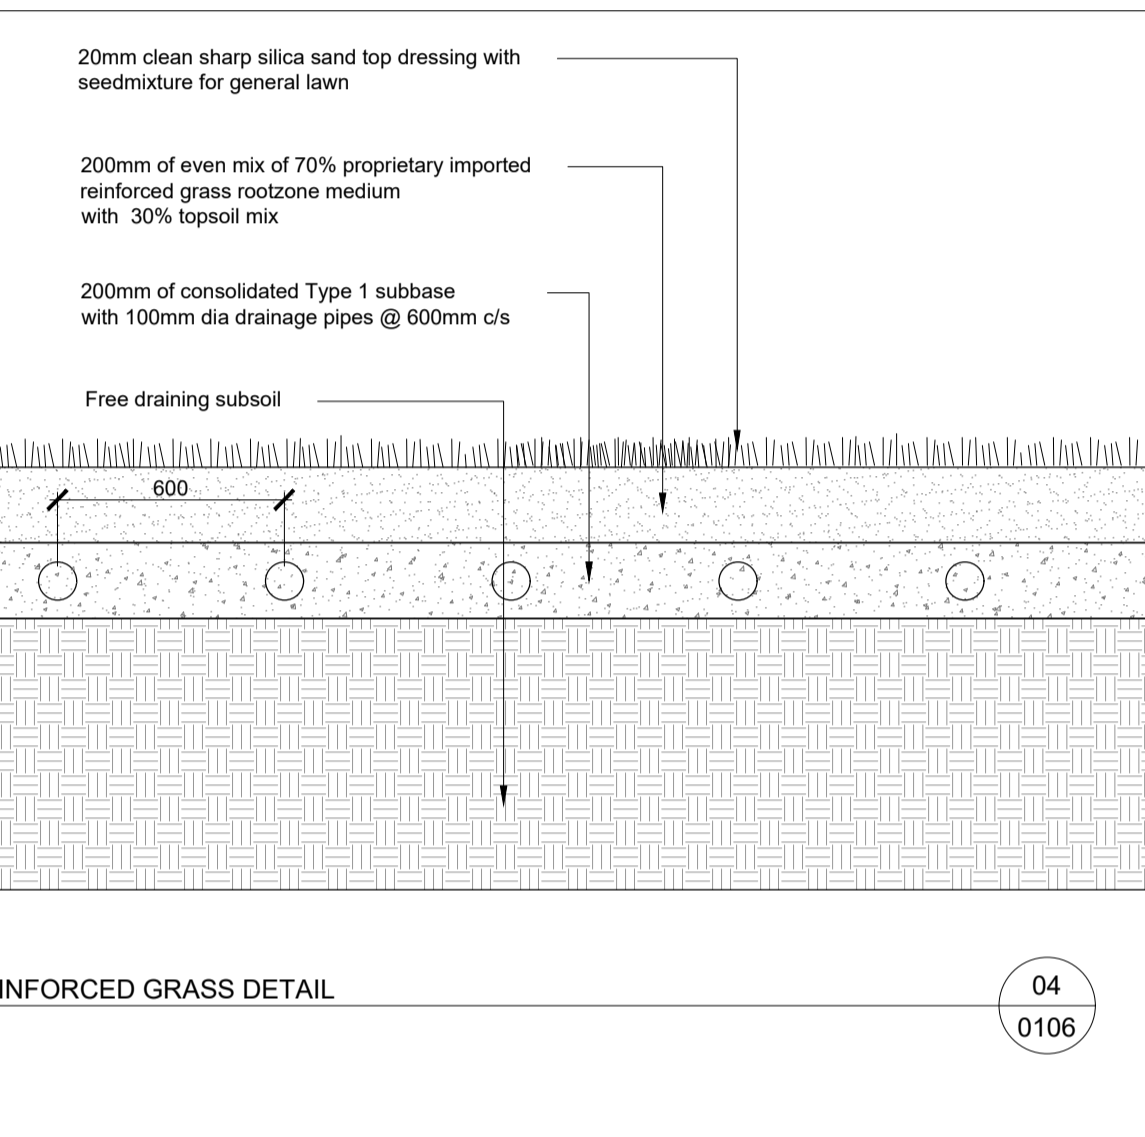 20mm clean sharp silica sand top dressing with
seedmixture for general lawn
200mm of even mix of 70% proprietary imported
reinforced grass rootzone medium
with  30% topsoil mix
200mm of consolidated Type 1 subbase
with 100mm dia drainage pipes @ 600mm c/s
Free draining subsoil
600
INFORCED GRASS DETAIL
04
0106